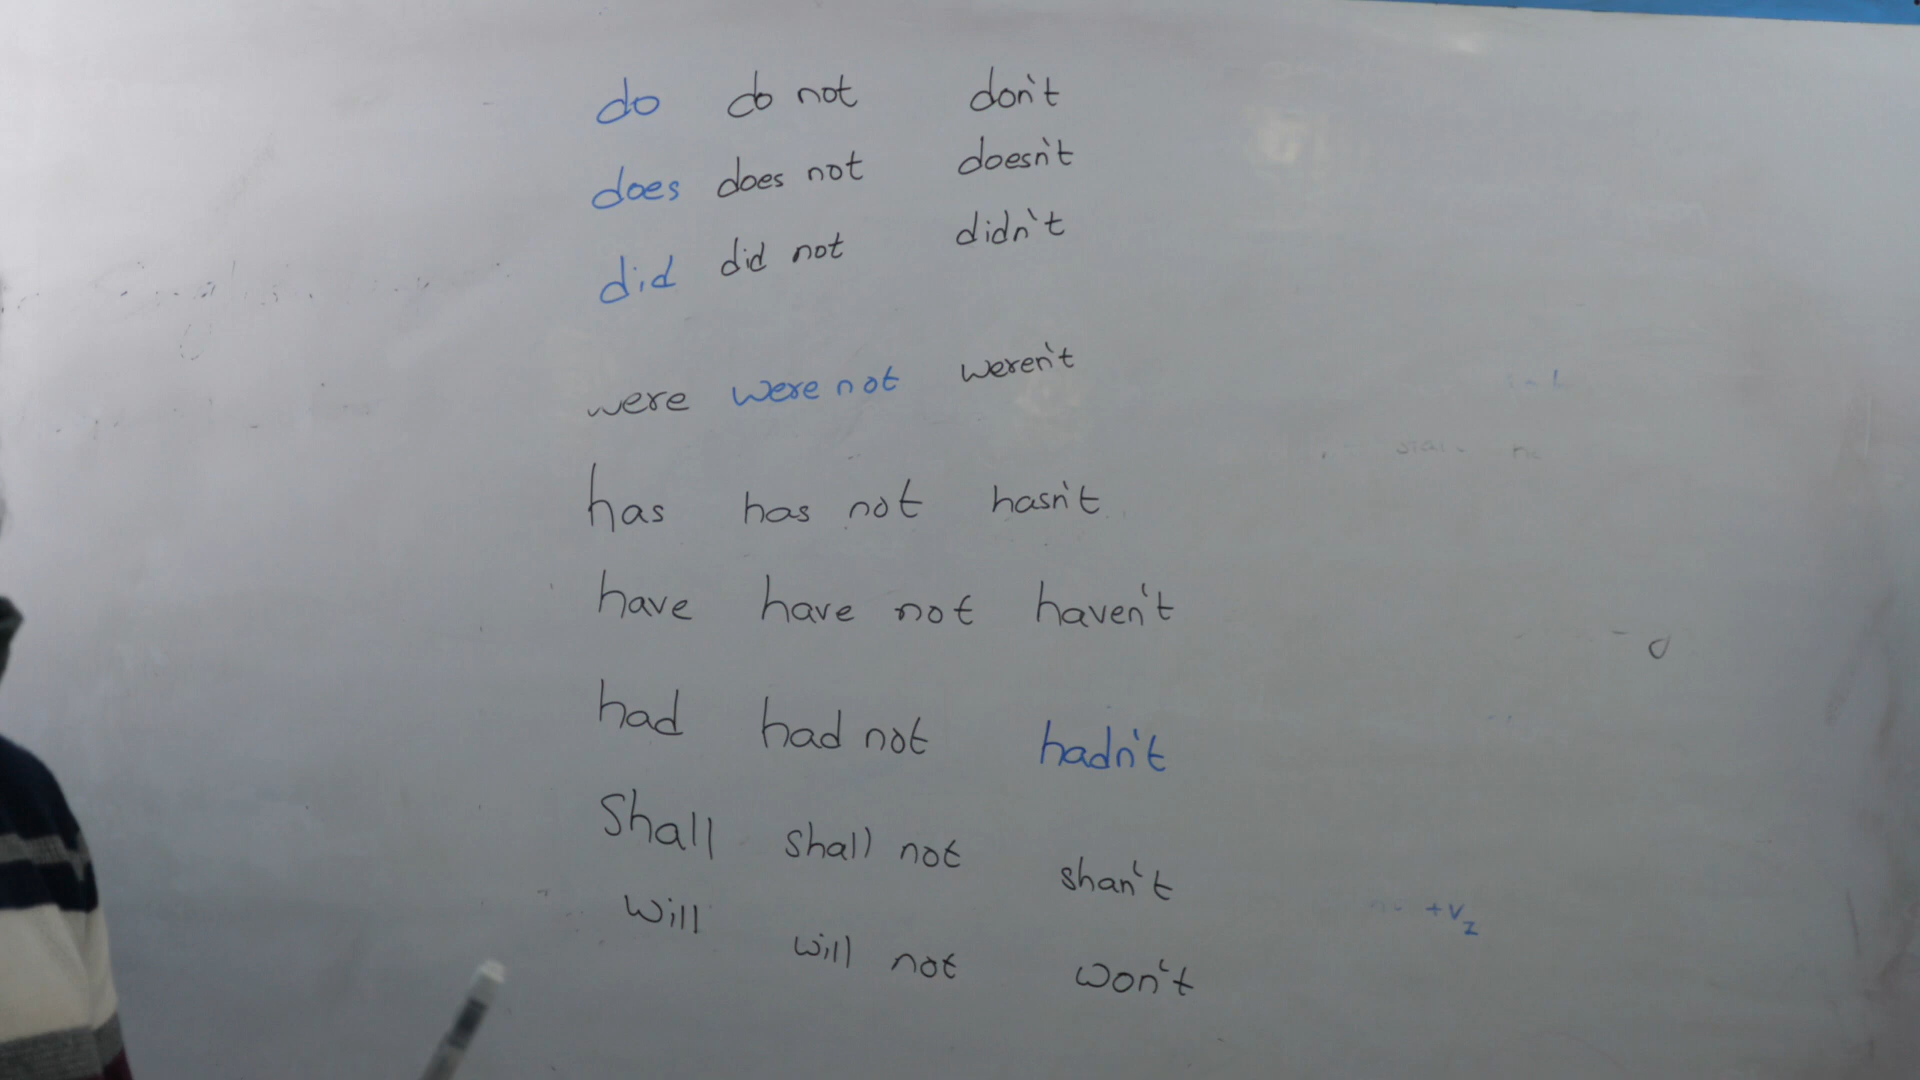 do do not don't
does does not doesn't
did did not didn't
were were not weren't
has has not hasn't
have have not haven't
had had not hadn't
Shall shall not shan't
Will will not won't
+V2